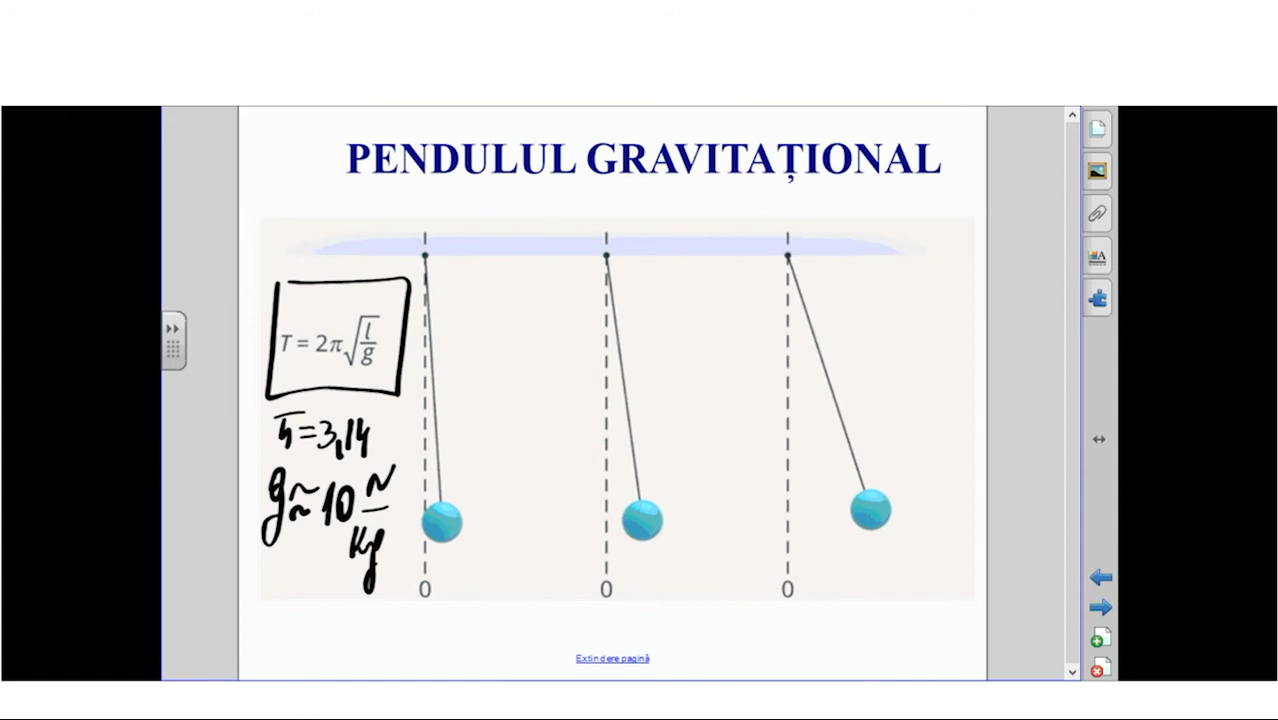 PENDULUL GRAVITAȚIONAL
T = 2π√(l/g)
π = 3,14
g ≈ 10 N/kg
0 0 0
Extindere pagină